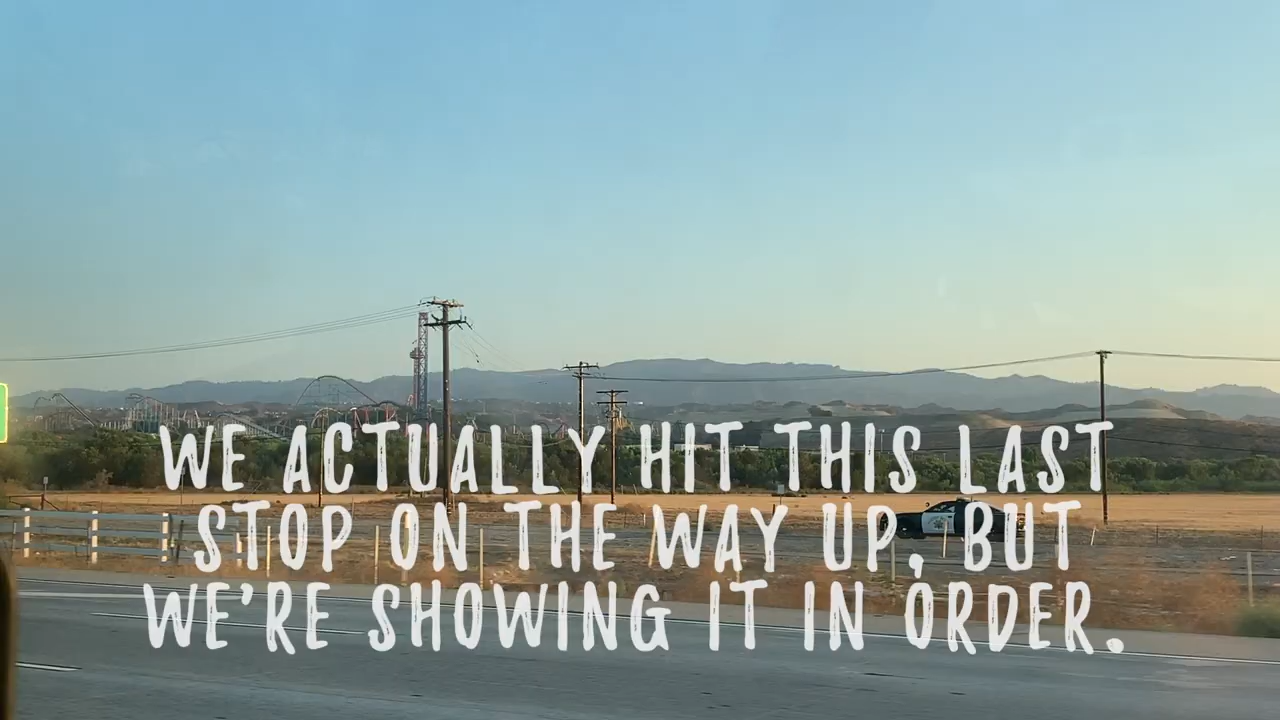 WE ACTUALLY HIT THIS LAST
STOP ON THE WAY UP, BUT
WE'RE SHOWING IT IN ORDER.